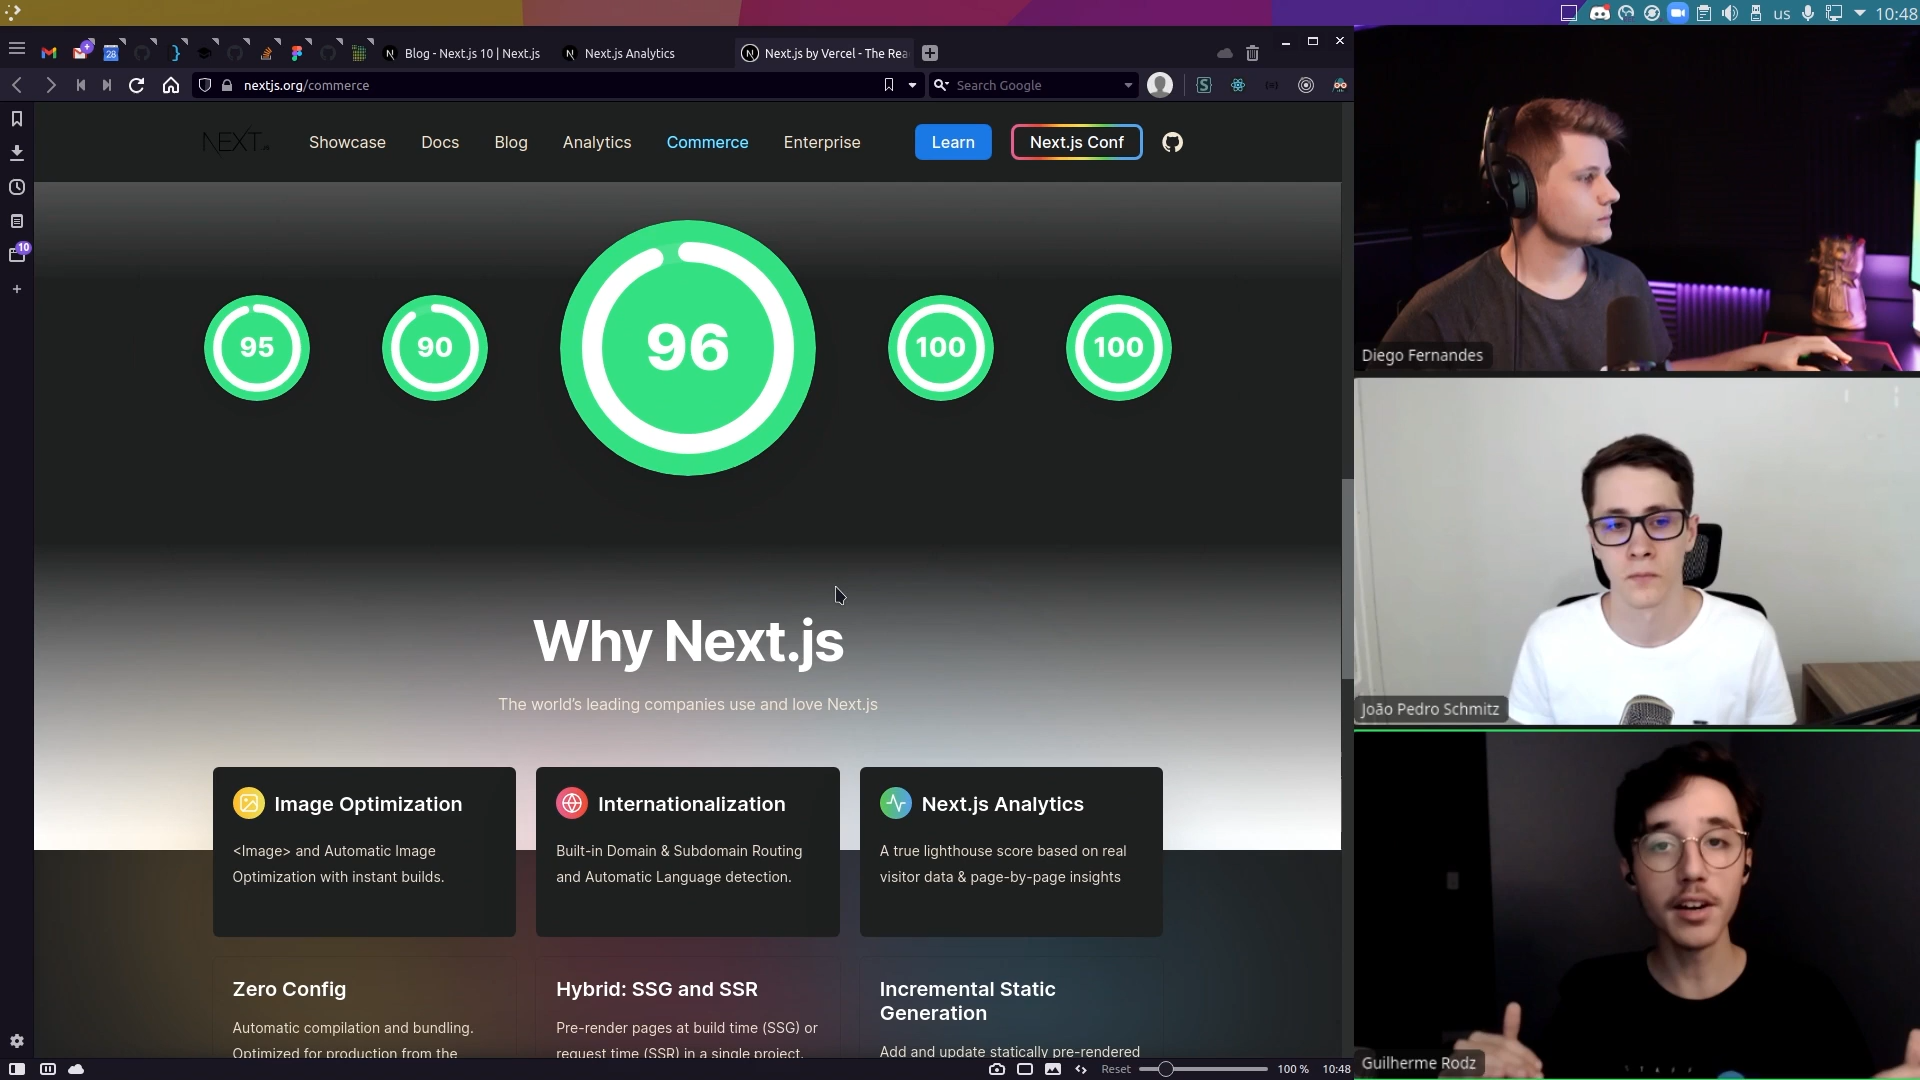 us
10:48
28
Blog - Next.js 10 | Next.js
Next.js Analytics
Next.js by Vercel - The Rea
nextjs.org/commerce
Search Google
10
NEXT.js
Showcase
Docs
Blog
Analytics
Commerce
Enterprise
Learn
Next.js Conf
95
90
96
100
100
Why Next.js
The world's leading companies use and love Next.js
Image Optimization
<Image> and Automatic Image
Optimization with instant builds.
Internationalization
Built-in Domain & Subdomain Routing
and Automatic Language detection.
Next.js Analytics
A true lighthouse score based on real
visitor data & page-by-page insights
Zero Config
Automatic compilation and bundling.
Optimized for production from the
Hybrid: SSG and SSR
Pre-render pages at build time (SSG) or
request time (SSR) in a single project.
Incremental Static
Generation
Add and update statically pre-rendered
Diego Fernandes
João Pedro Schmitz
Guilherme Rodz
Reset
100 %
10:48